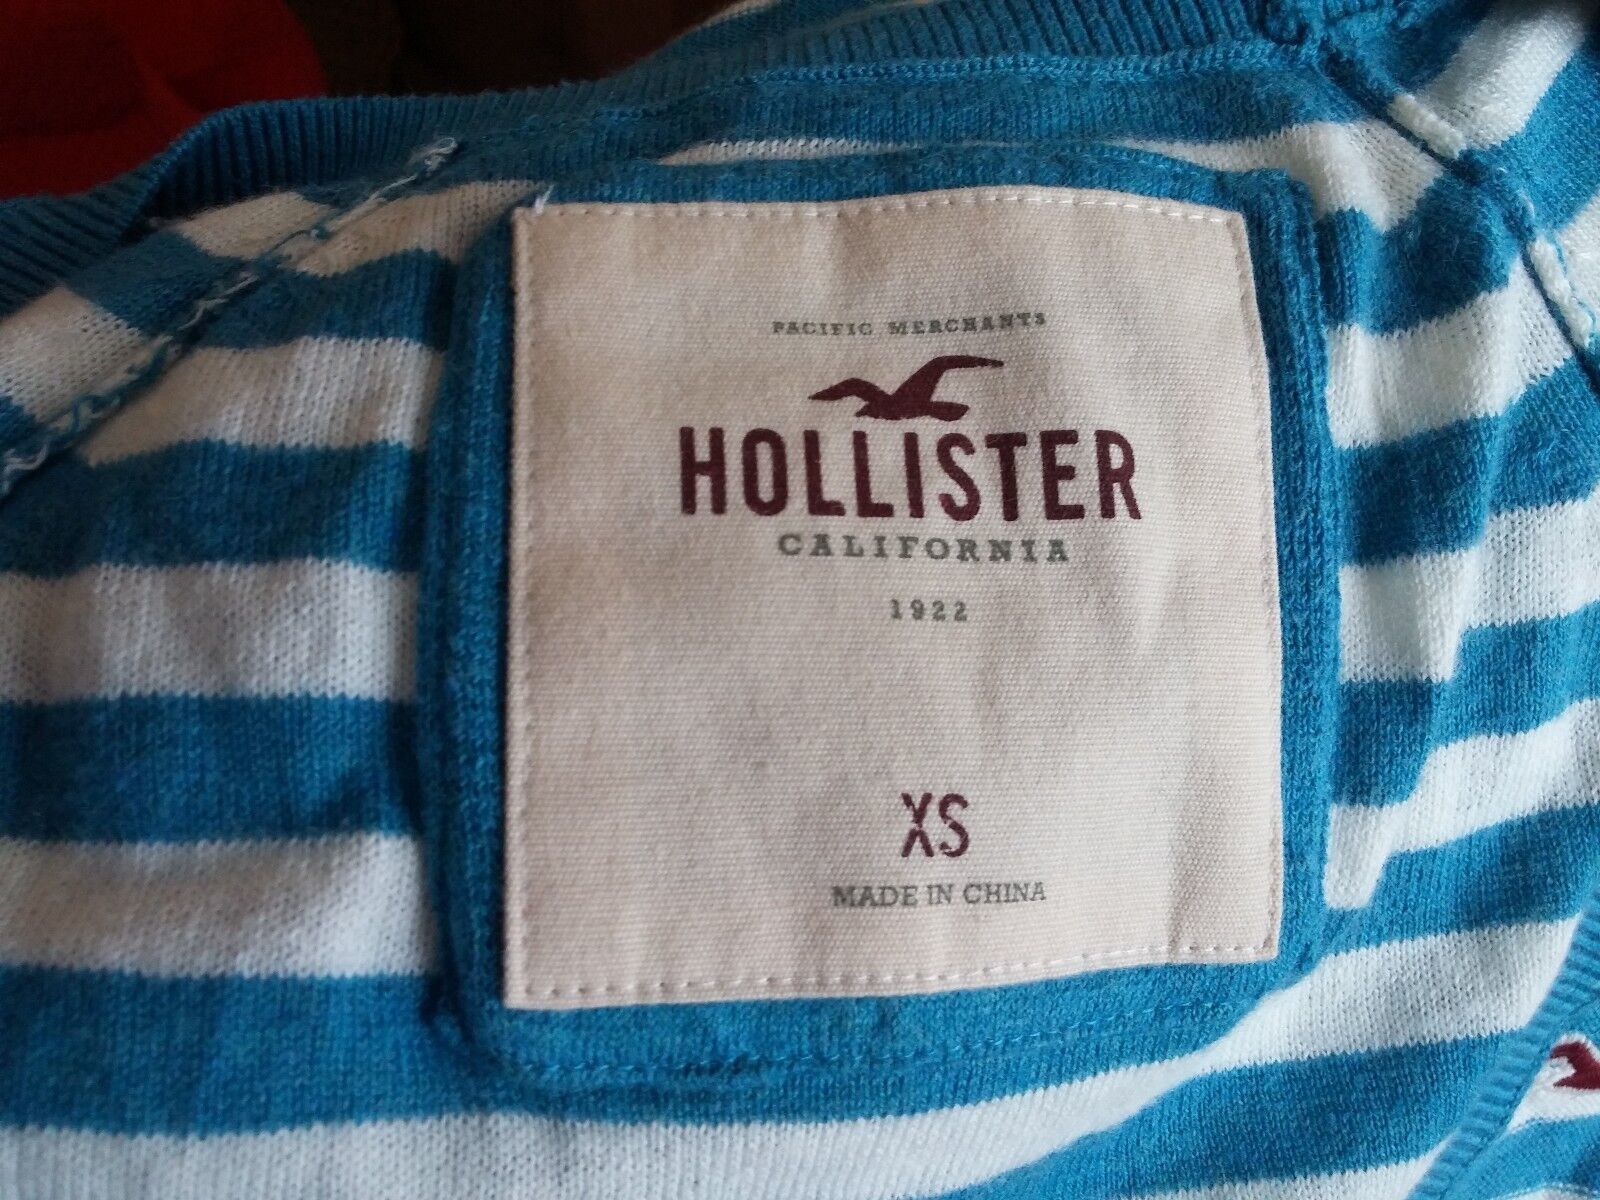 PACIFIC MERCHANTS
HOLLISTER
CALIFORNIA
1922
XS
MADE IN CHINA